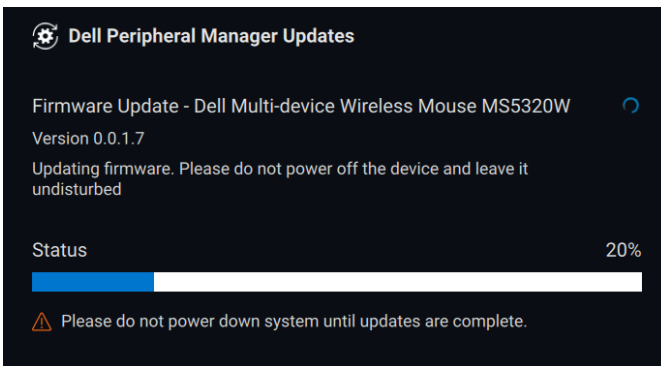 Dell Peripheral Manager Updates
Firmware Update - Dell Multi-device Wireless Mouse MS5320W
Version 0.0.1.7
Updating firmware. Please do not power off the device and leave it
undisturbed
Status 20%
Please do not power down system until updates are complete.